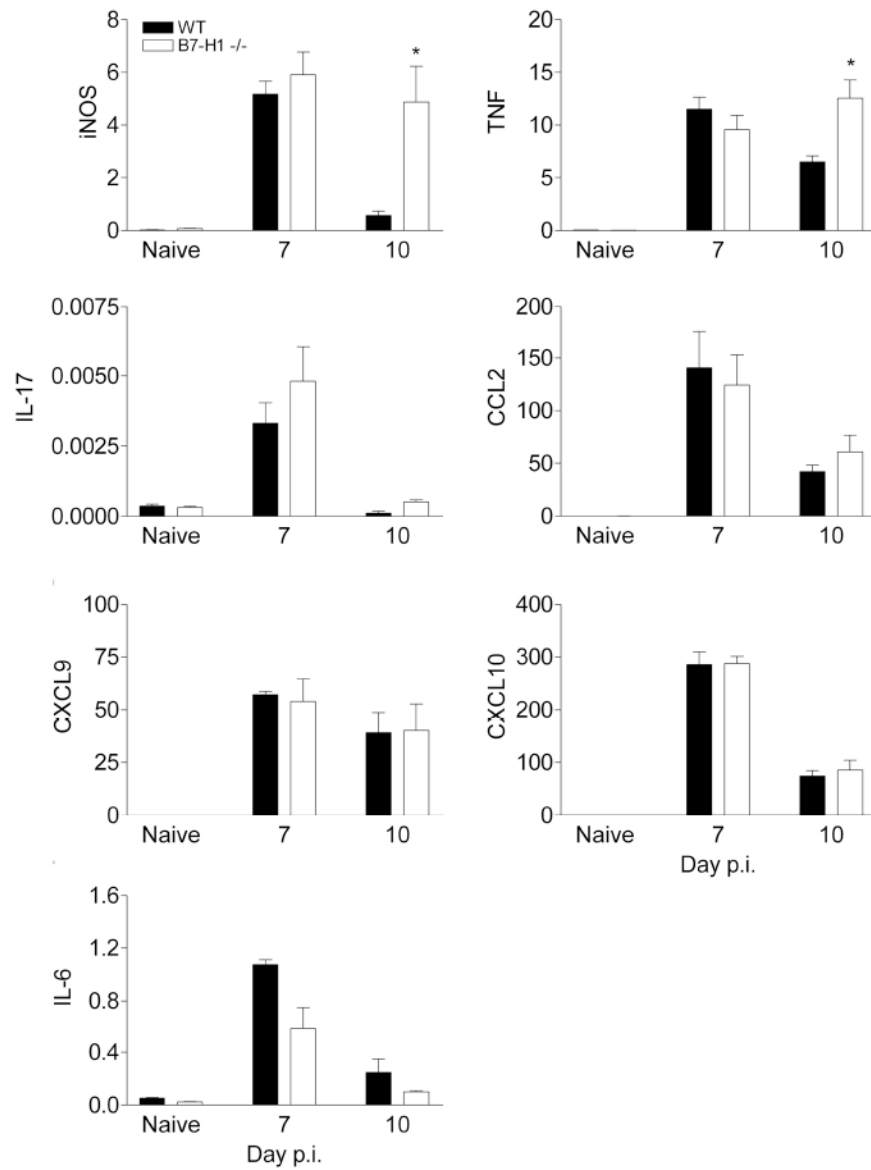 WT
B7-H1 -/-
iNOS
8
6
4
2
0
*
Naive 7 10
TNF
20
15
10
5
0
*
Naive 7 10
IL-17
0.0075
0.0050
0.0025
0.0000
Naive 7 10
CCL2
200
150
100
50
0
Naive 7 10
CXCL9
100
75
50
25
0
Naive 7 10
CXCL10
400
300
200
100
0
Naive 7 10
Day p.i.
IL-6
1.6
1.2
0.8
0.4
0.0
Naive 7 10
Day p.i.